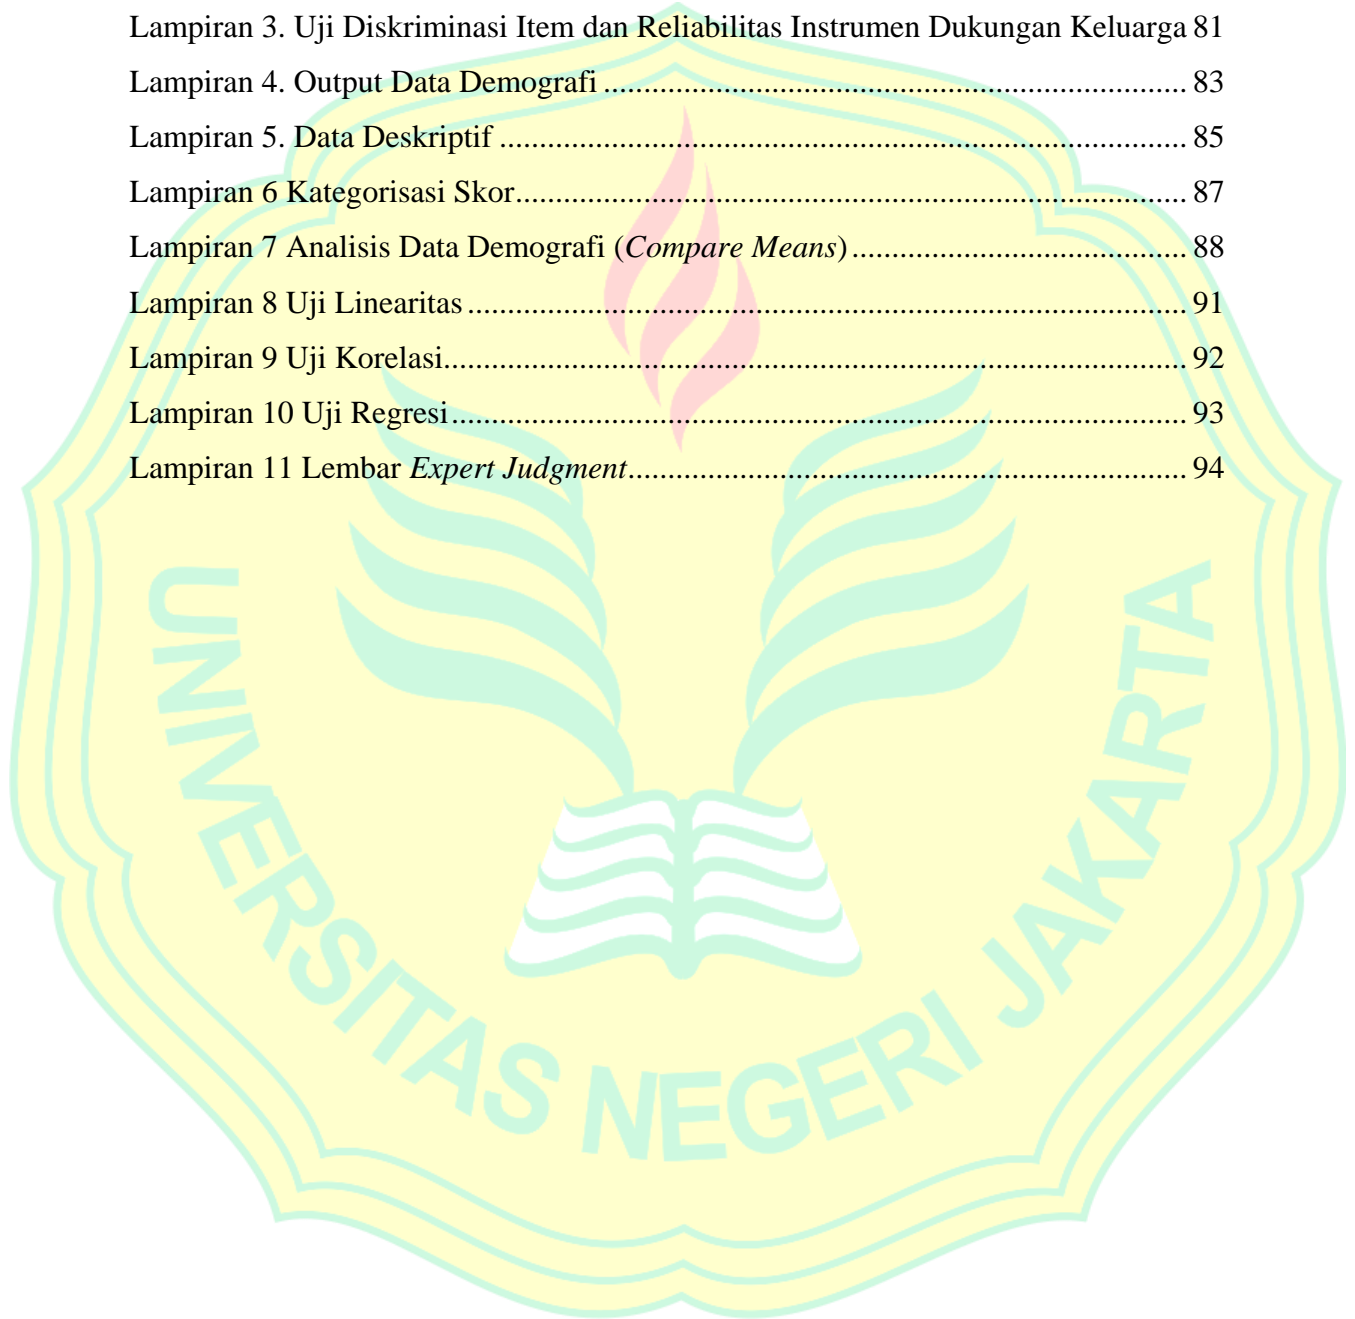 Lampiran 3. Uji Diskriminasi Item dan Reliabilitas Instrumen Dukungan Keluarga 81
Lampiran 4. Output Data Demografi ........................................................................ 83
Lampiran 5. Data Deskriptif ..................................................................................... 85
Lampiran 6 Kategorisasi Skor................................................................................... 87
Lampiran 7 Analisis Data Demografi (Compare Means) ......................................... 88
Lampiran 8 Uji Linearitas ......................................................................................... 91
Lampiran 9 Uji Korelasi............................................................................................ 92
Lampiran 10 Uji Regresi........................................................................................... 93
Lampiran 11 Lembar Expert Judgment..................................................................... 94
UNIVERSITAS NEGERI JAKARTA